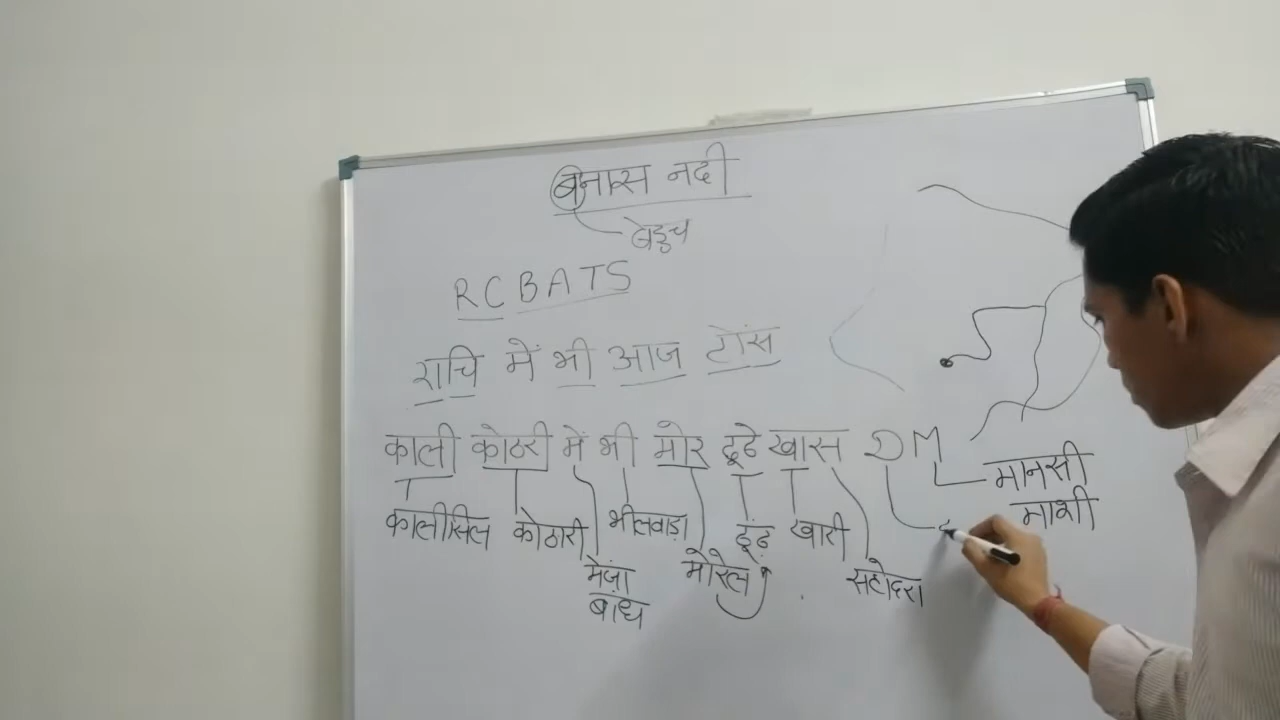 बनास नदी
बेड़च
RCBATS
राचि में भी आज टोंस
काली कोठरी में भी मोर ढूढे खास DM
मानसी
माशी
कालीसिल कोठारी भीलवाड़ा ढूंढ़ खारी
मेंजा मोरेल सहोदरा
बाध